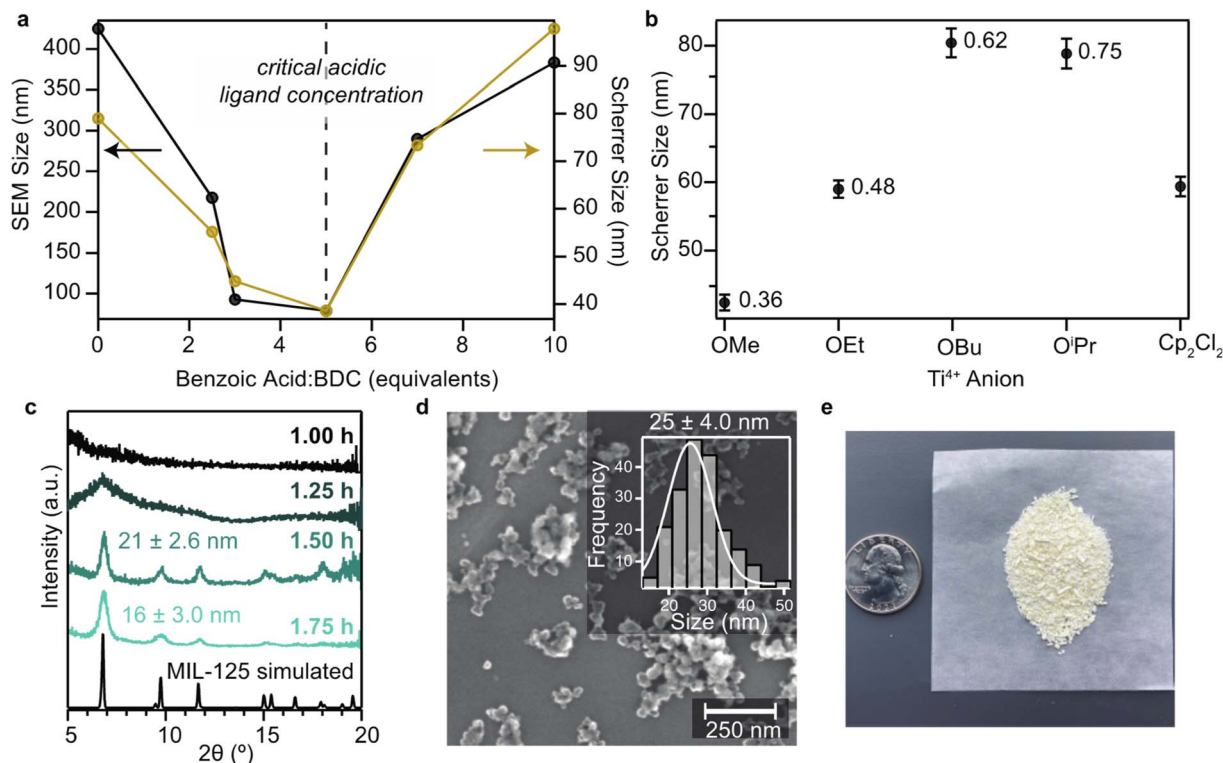 a
critical acidic
ligand concentration
SEM Size (nm)
400
350
300
250
200
150
100
Scherrer Size (nm)
90
80
70
60
50
40
0 2 4 6 8 10
Benzoic Acid:BDC (equivalents)
b
Scherrer Size (nm)
80
70
60
50
0.36
0.48
0.62
0.75
OMe OEt OBu OⁱPr Cp₂Cl₂
Ti⁴⁺ Anion
c
Intensity (a.u.)
1.00 h
1.25 h
21 ± 2.6 nm 1.50 h
16 ± 3.0 nm 1.75 h
MIL-125 simulated
5 10 15 20
2θ (º)
d
25 ± 4.0 nm
Frequency
40
30
20
10
20 30 40 50
Size (nm)
250 nm
e